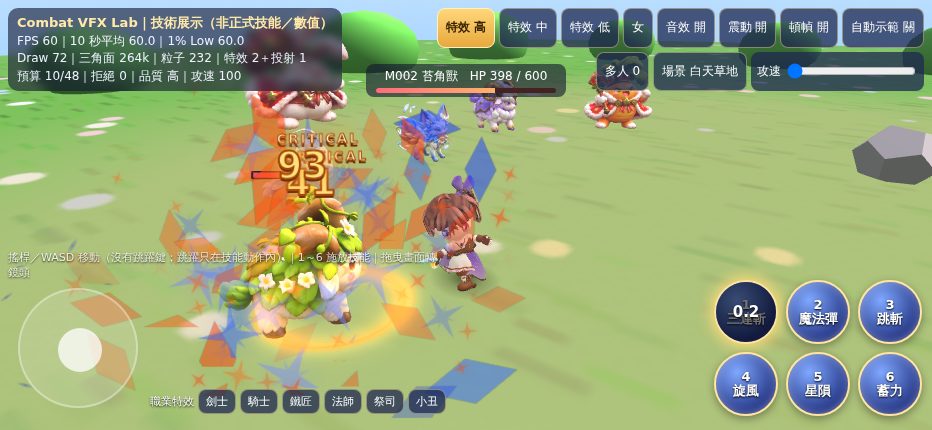 Combat VFX Lab｜技術展示（非正式技能／數值）
FPS 60｜10 秒平均 60.0｜1% Low 60.0
Draw 72｜三角面 264k｜粒子 232｜特效 2＋投射 1
預算 10/48｜拒絕 0｜品質 高｜攻速 100
特效 高
特效 中
特效 低
女
音效 開
震動 開
頓幀 開
自動示範 關
多人 0
場景 白天草地
攻速
M002 苔角獸 HP 398 / 600
CRITICAL
93
41
搖桿／WASD 移動（沒有跳躍鍵；跳躍只在技能動作內）｜1～6 施放技能｜拖曳畫面轉
鏡頭
1
三連斬
0.2
2
魔法彈
3
跳斬
4
旋風
5
星隕
6
蓄力
職業特效
劍士
騎士
鐵匠
法師
祭司
小丑